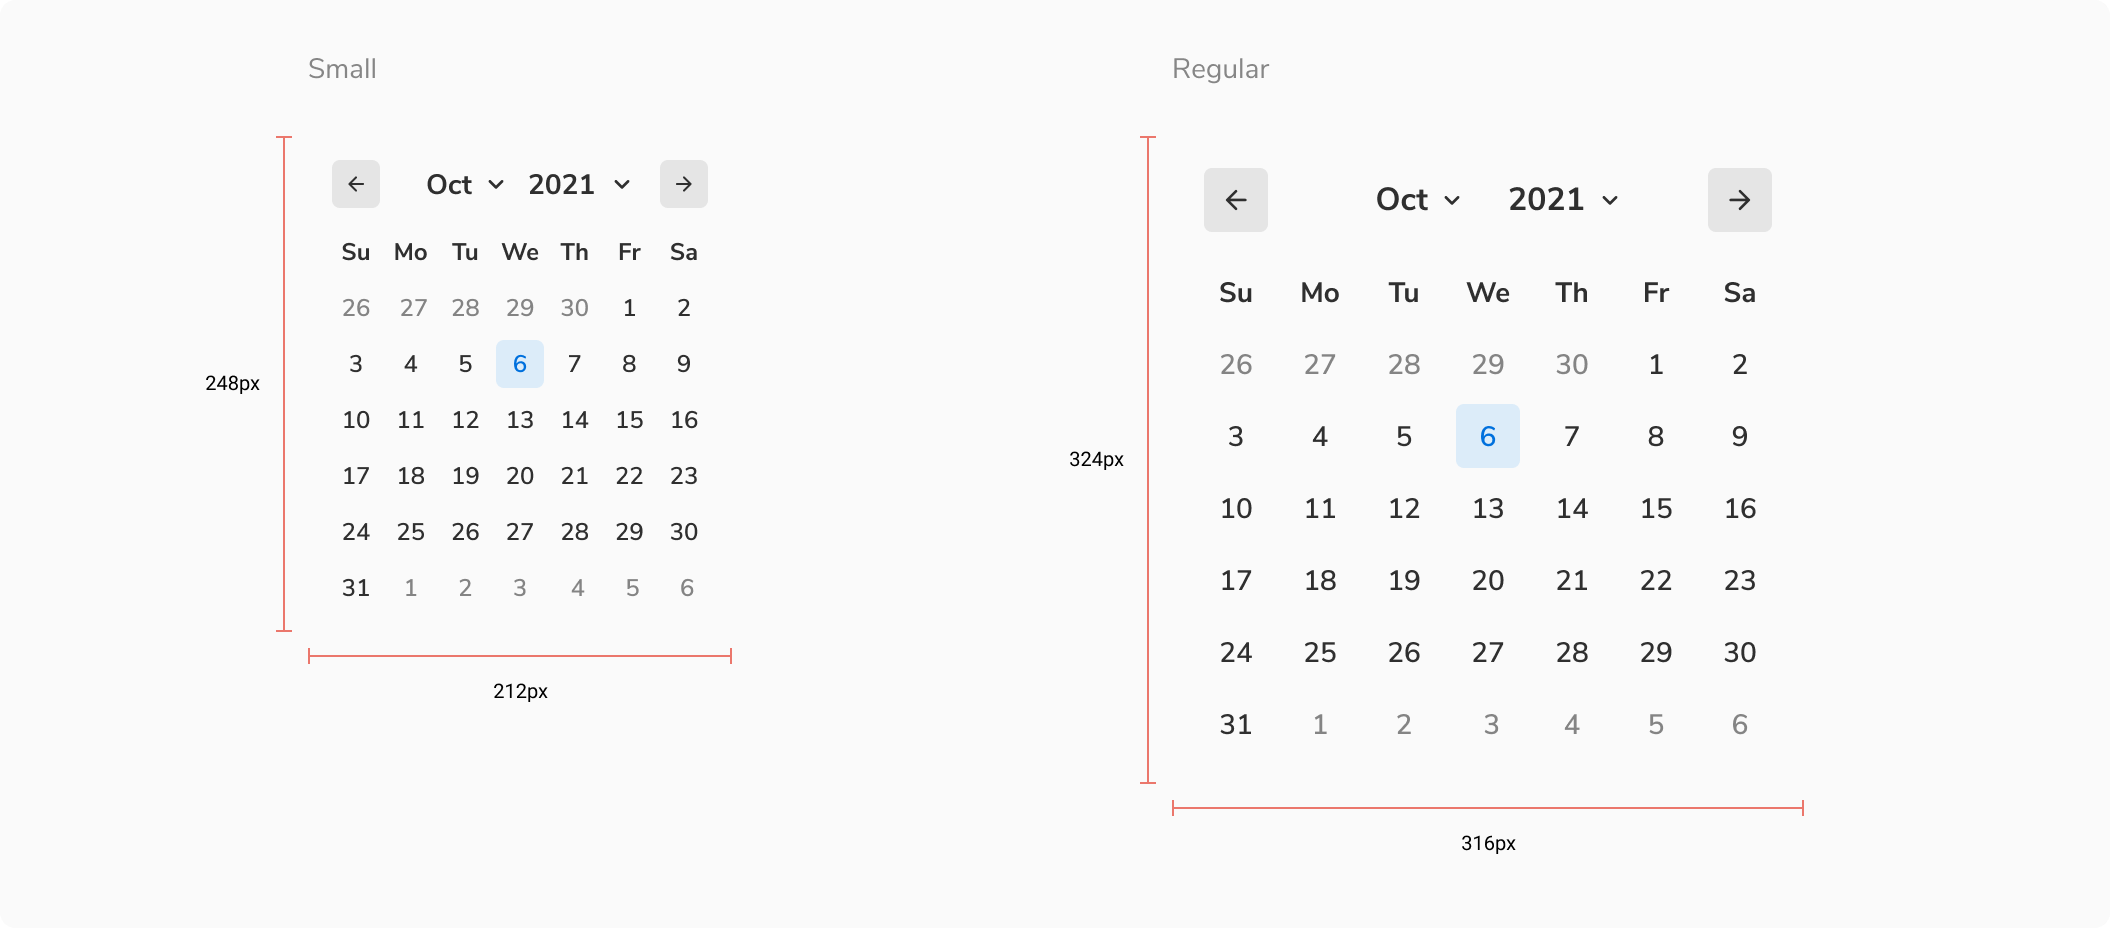 Small
Oct 2021
Su Mo Tu We Th Fr Sa
26 27 28 29 30 1 2
3 4 5 6 7 8 9
10 11 12 13 14 15 16
17 18 19 20 21 22 23
24 25 26 27 28 29 30
31 1 2 3 4 5 6
248px
212px
Regular
Oct 2021
Su Mo Tu We Th Fr Sa
26 27 28 29 30 1 2
3 4 5 6 7 8 9
10 11 12 13 14 15 16
17 18 19 20 21 22 23
24 25 26 27 28 29 30
31 1 2 3 4 5 6
324px
316px